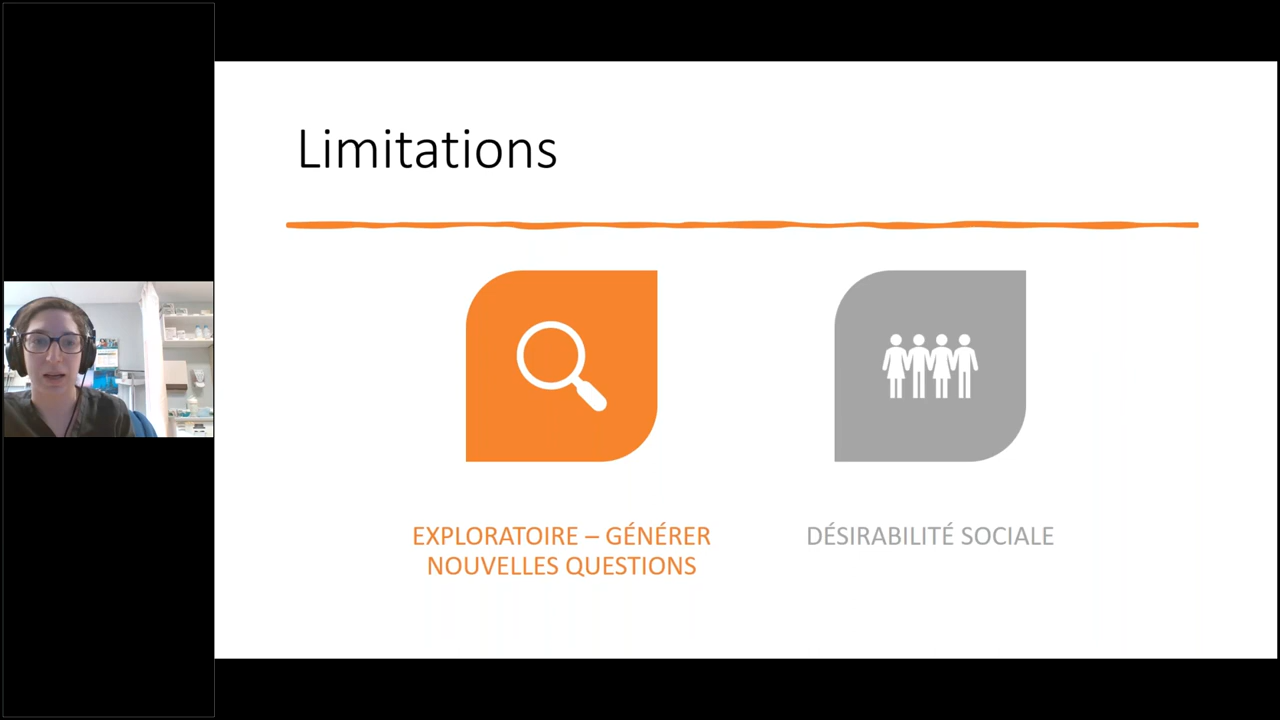 Limitations
EXPLORATOIRE – GÉNÉRER
NOUVELLES QUESTIONS
DÉSIRABILITÉ SOCIALE